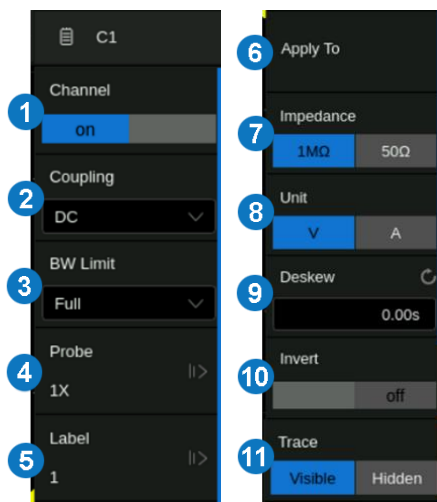 C1
1
Channel
on
2
Coupling
DC
3
BW Limit
Full
4
Probe
1X
5
Label
1
6
Apply To
7
Impedance
1MΩ 50Ω
8
Unit
V A
9
Deskew
0.00s
10
Invert
off
11
Trace
Visible Hidden